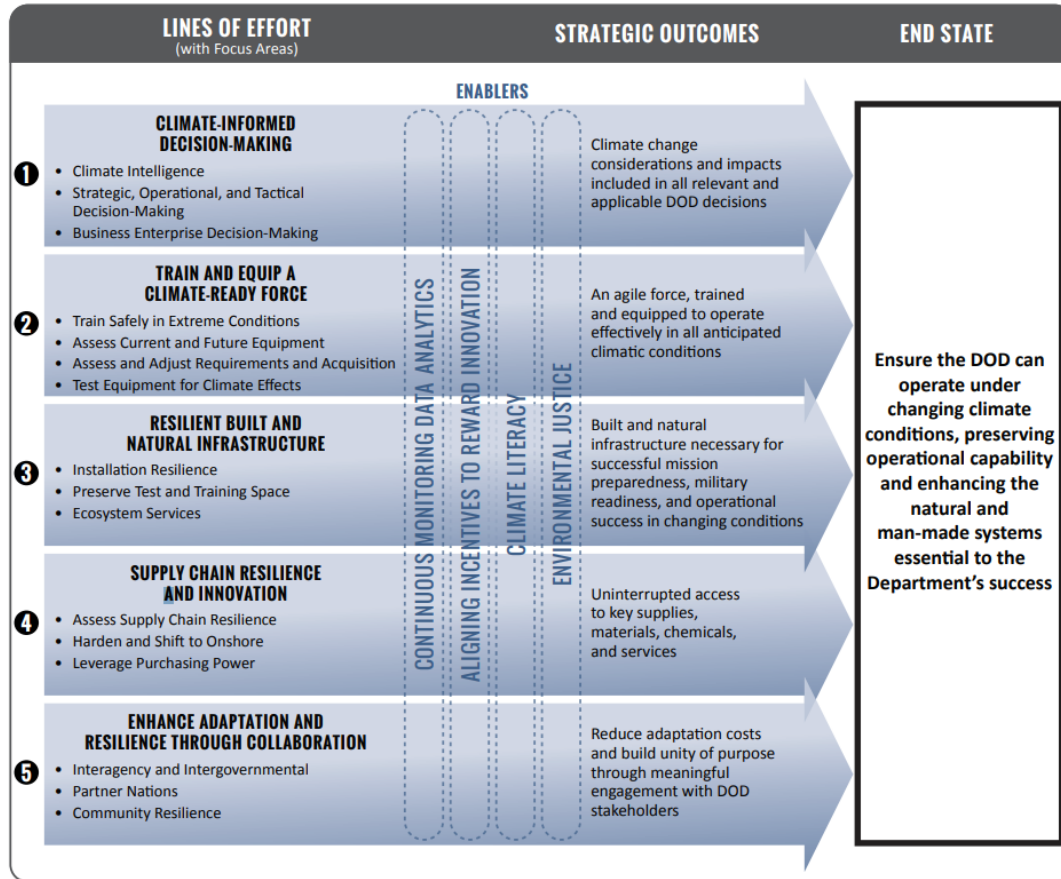 LINES OF EFFORT
(with Focus Areas)
STRATEGIC OUTCOMES
END STATE
ENABLERS
CONTINUOUS MONITORING DATA ANALYTICS
ALIGNING INCENTIVES TO REWARD INNOVATION
CLIMATE LITERACY
ENVIRONMENTAL JUSTICE
1
CLIMATE-INFORMED
DECISION-MAKING
• Climate Intelligence
• Strategic, Operational, and Tactical
Decision-Making
• Business Enterprise Decision-Making
Climate change
considerations and impacts
included in all relevant and
applicable DOD decisions
2
TRAIN AND EQUIP A
CLIMATE-READY FORCE
• Train Safely in Extreme Conditions
• Assess Current and Future Equipment
• Assess and Adjust Requirements and Acquisition
• Test Equipment for Climate Effects
An agile force, trained
and equipped to operate
effectively in all anticipated
climatic conditions
3
RESILIENT BUILT AND
NATURAL INFRASTRUCTURE
• Installation Resilience
• Preserve Test and Training Space
• Ecosystem Services
Built and natural
infrastructure necessary for
successful mission
preparedness, military
readiness, and operational
success in changing conditions
4
SUPPLY CHAIN RESILIENCE
AND INNOVATION
• Assess Supply Chain Resilience
• Harden and Shift to Onshore
• Leverage Purchasing Power
Uninterrupted access
to key supplies,
materials, chemicals,
and services
5
ENHANCE ADAPTATION AND
RESILIENCE THROUGH COLLABORATION
• Interagency and Intergovernmental
• Partner Nations
• Community Resilience
Reduce adaptation costs
and build unity of purpose
through meaningful
engagement with DOD
stakeholders
Ensure the DOD can
operate under
changing climate
conditions, preserving
operational capability
and enhancing the
natural and
man-made systems
essential to the
Department's success